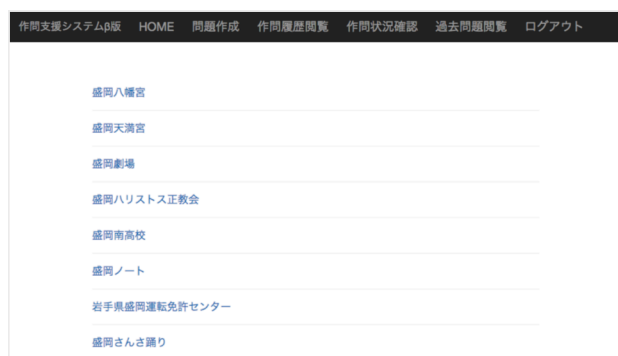 作問支援システムβ版 HOME 問題作成 作問履歴閲覧 作問状況確認 過去問題閲覧 ログアウト
盛岡八幡宮
盛岡天満宮
盛岡劇場
盛岡ハリストス正教会
盛岡南高校
盛岡ノート
岩手県盛岡運転免許センター
盛岡さんさ踊り